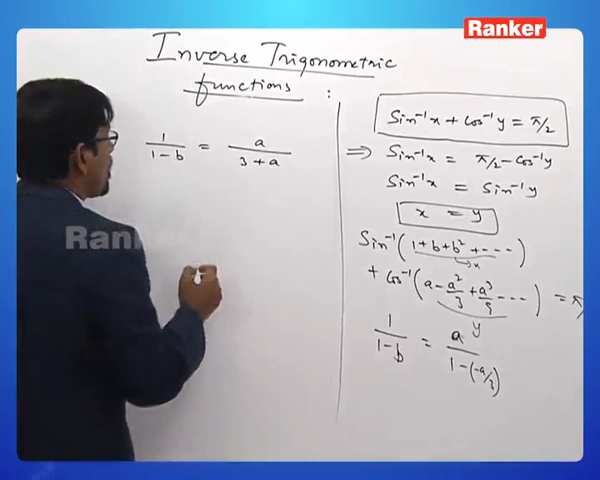 Ranker
Inverse Trigonometric
functions :
1/(1-b) = a/(3+a)
Sin⁻¹x + Cos⁻¹y = π/2
⇒ Sin⁻¹x = π/2 - Cos⁻¹y
Sin⁻¹x = Sin⁻¹y
x = y
Sin⁻¹(1+b+b²+----)
→x
+ Cos⁻¹(a - a²/3 + a³/9 ----) = π/
y
1/(1-b) = a/(1-(-a/3))
Ranker